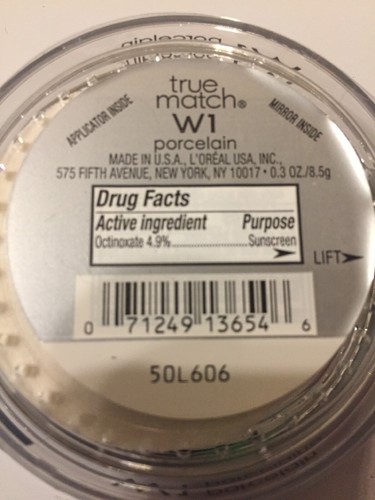 true
match®
W1
porcelain
APPLICATOR INSIDE
MIRROR INSIDE
MADE IN U.S.A., L'ORÉAL USA, INC.,
575 FIFTH AVENUE, NEW YORK, NY 10017 • 0.3 OZ./8.5g
Drug Facts
Active ingredient Purpose
Octinoxate 4.9% Sunscreen
LIFT
0 71249 13654 6
50L606